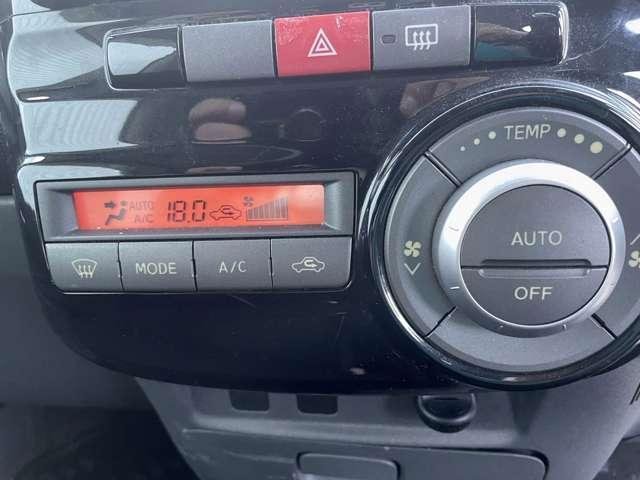 TEMP
AUTO
A/C
18.0
MODE
A/C
AUTO
OFF